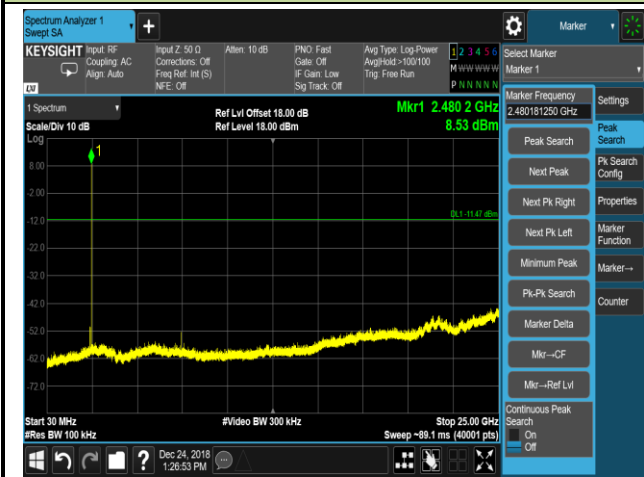 Spectrum Analyzer 1
Swept SA
+
Marker
KEYSIGHT
Input: RF
Coupling: AC
Align: Auto
Input Z: 50 Ω
Corrections: Off
Freq Ref: Int (S)
NFE: Off
Atten: 10 dB
PNO: Fast
Gate: Off
IF Gain: Low
Sig Track: Off
Avg Type: Log-Power
Avg|Hold:>100/100
Trig: Free Run
1 2 3 4 5 6
M W W W W W
P N N N N N
LXI
Select Marker
Marker 1
1 Spectrum
Ref Lvl Offset 18.00 dB
Mkr1 2.480 2 GHz
Scale/Div 10 dB
Ref Level 18.00 dBm
8.53 dBm
Log
1
8.00
-2.00
-12.0
-22.0
-32.0
-42.0
-52.0
-62.0
-72.0
DL1 -11.47 dBm
Start 30 MHz
#Video BW 300 kHz
Stop 25.00 GHz
#Res BW 100 kHz
Sweep ~89.1 ms (40001 pts)
Marker Frequency
2.480181250 GHz
Peak Search
Next Peak
Next Pk Right
Next Pk Left
Minimum Peak
Pk-Pk Search
Marker Delta
Mkr→CF
Mkr→Ref Lvl
Continuous Peak
Search
On
Off
Settings
Peak
Search
Pk Search
Config
Properties
Marker
Function
Marker→
Counter
?
Dec 24, 2018
1:26:53 PM